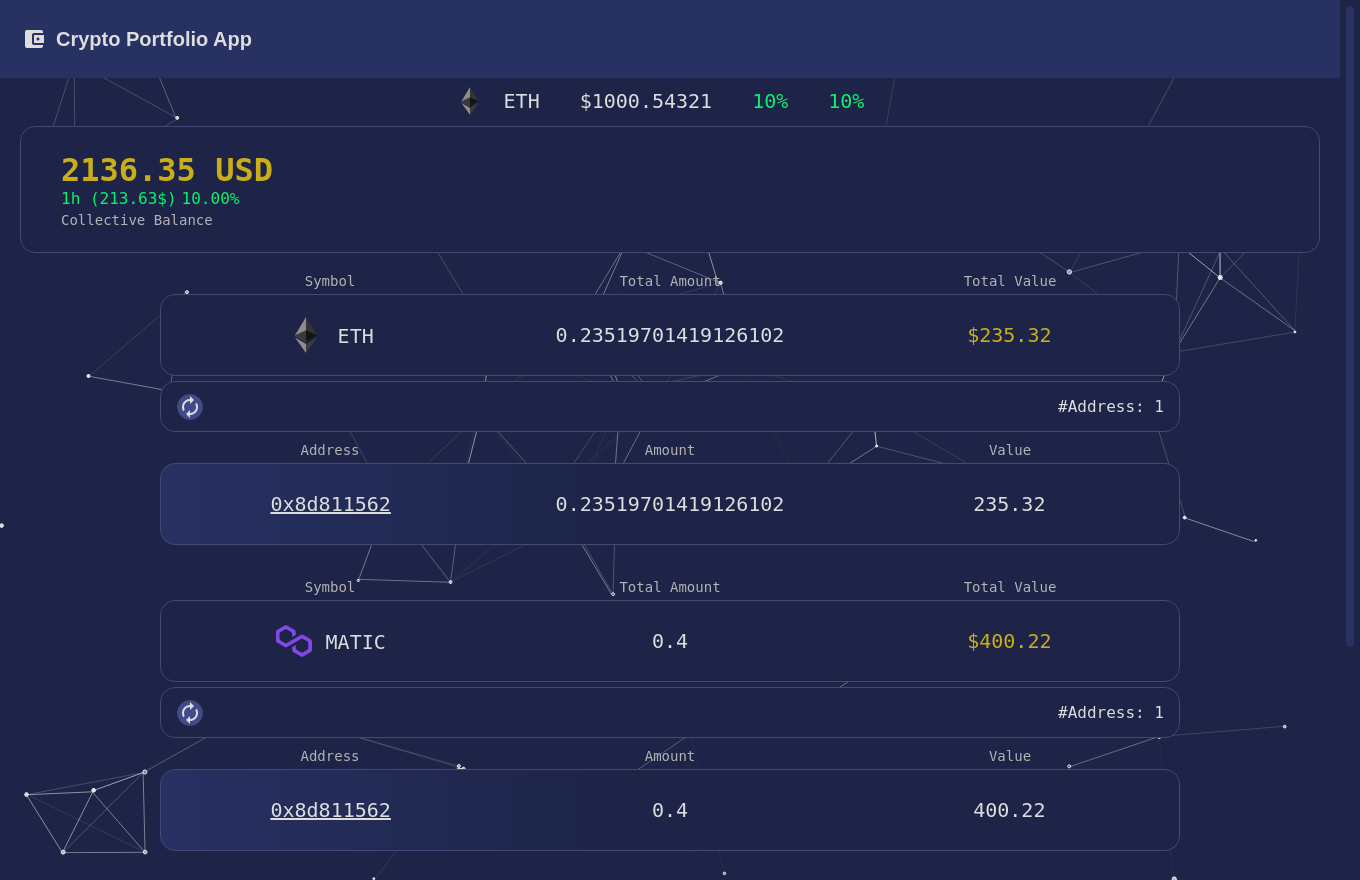 Crypto Portfolio App
ETH $1000.54321 10% 10%
2136.35 USD
1h (213.63$) 10.00%
Collective Balance
Symbol Total Amount Total Value
ETH 0.23519701419126102 $235.32
#Address: 1
Address Amount Value
0x8d811562 0.23519701419126102 235.32
Symbol Total Amount Total Value
MATIC 0.4 $400.22
#Address: 1
Address Amount Value
0x8d811562 0.4 400.22